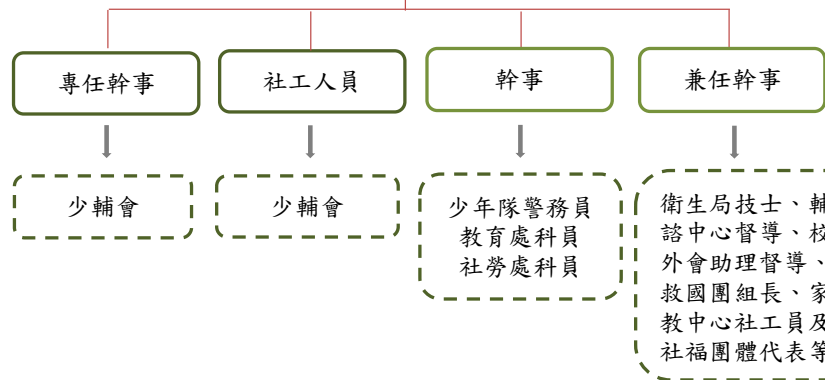 專任幹事
社工人員
幹事
兼任幹事
少輔會
少輔會
少年隊警務員
教育處科員
社勞處科員
衛生局技士、輔
諮中心督導、校
外會助理督導、
救國團組長、家
教中心社工員及
社福團體代表等